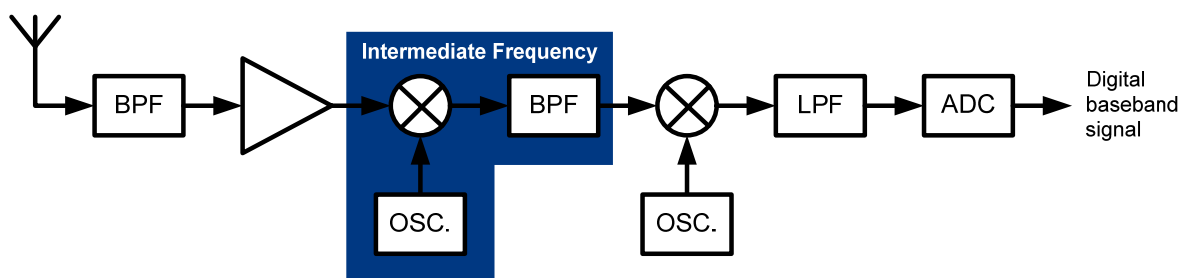 Intermediate Frequency
BPF
BPF
LPF
ADC
Digital
baseband
signal
OSC.
OSC.